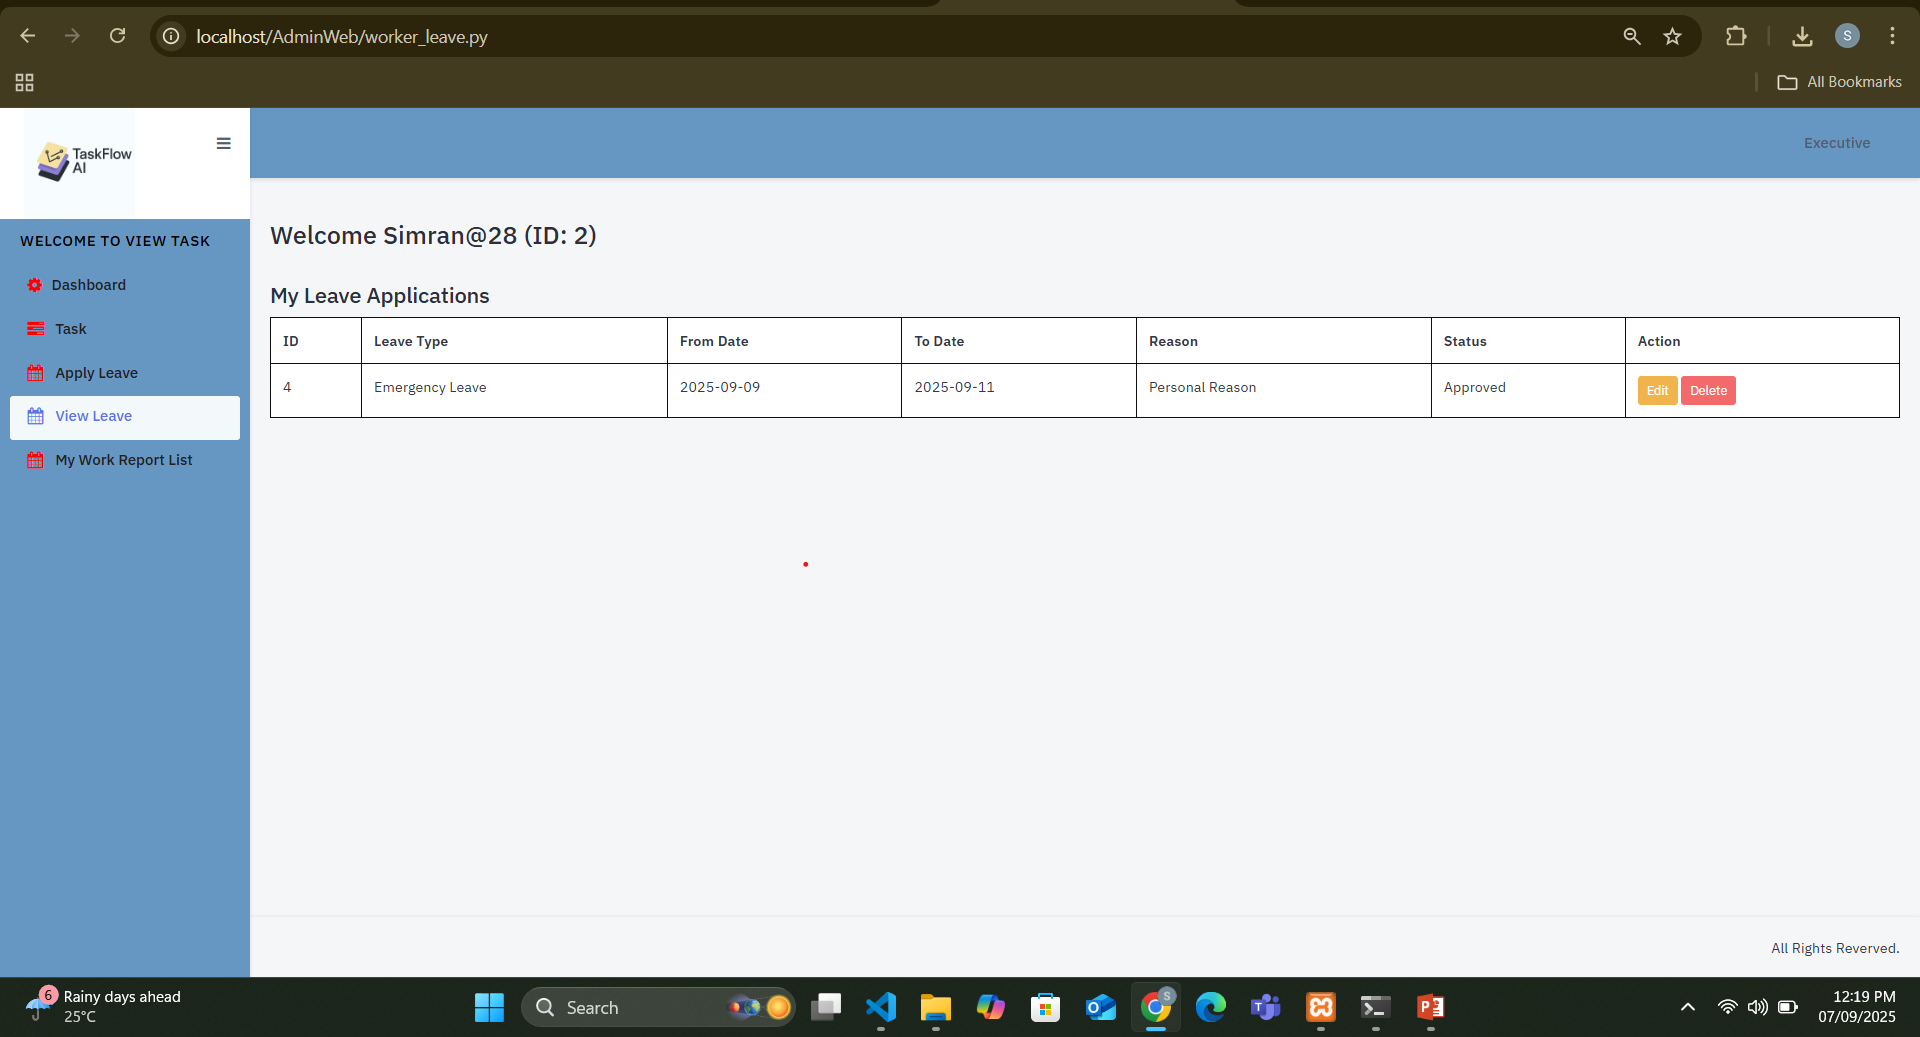 localhost/AdminWeb/worker_leave.py
S
All Bookmarks
TaskFlow
AI
Executive
WELCOME TO VIEW TASK
Dashboard
Task
Apply Leave
View Leave
My Work Report List
Welcome Simran@28 (ID: 2)
My Leave Applications
ID Leave Type From Date To Date Reason Status Action
4 Emergency Leave 2025-09-09 2025-09-11 Personal Reason Approved Edit Delete
All Rights Reverved.
6 Rainy days ahead
25°C
Search
S
12:19 PM
07/09/2025